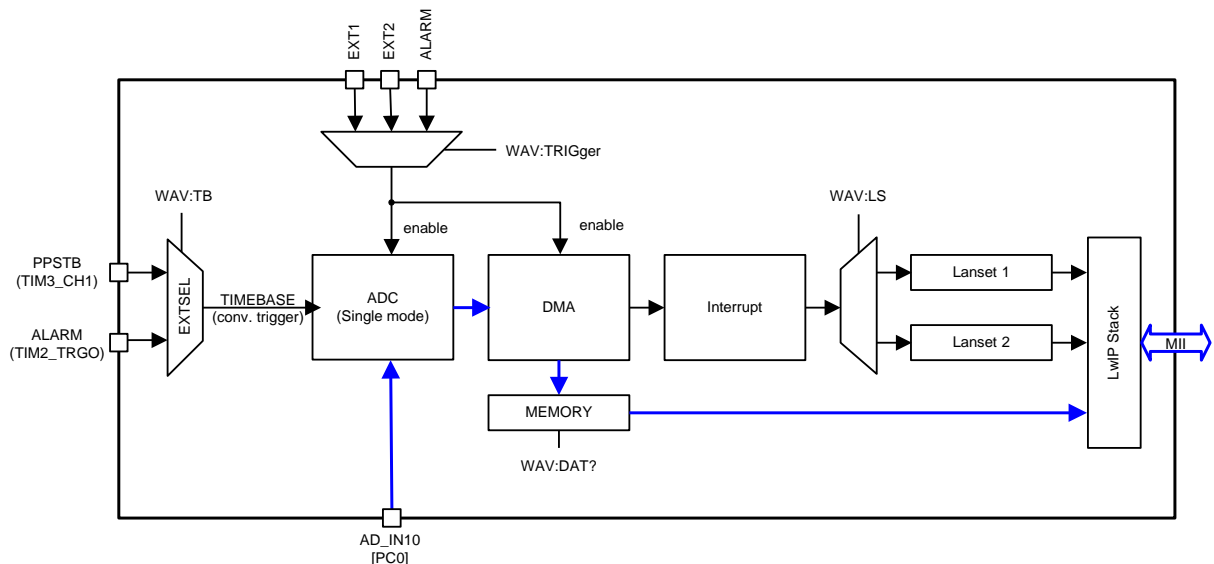 EXT1
EXT2
ALARM
WAV:TRIGger
WAV:TB
WAV:LS
enable
enable
PPSTB
(TIM3_CH1)
EXTSEL
TIMEBASE
(conv. trigger)
ADC
(Single mode)
DMA
Interrupt
Lanset 1
ALARM
(TIM2_TRGO)
Lanset 2
LwIP Stack
MII
MEMORY
WAV:DAT?
AD_IN10
[PC0]